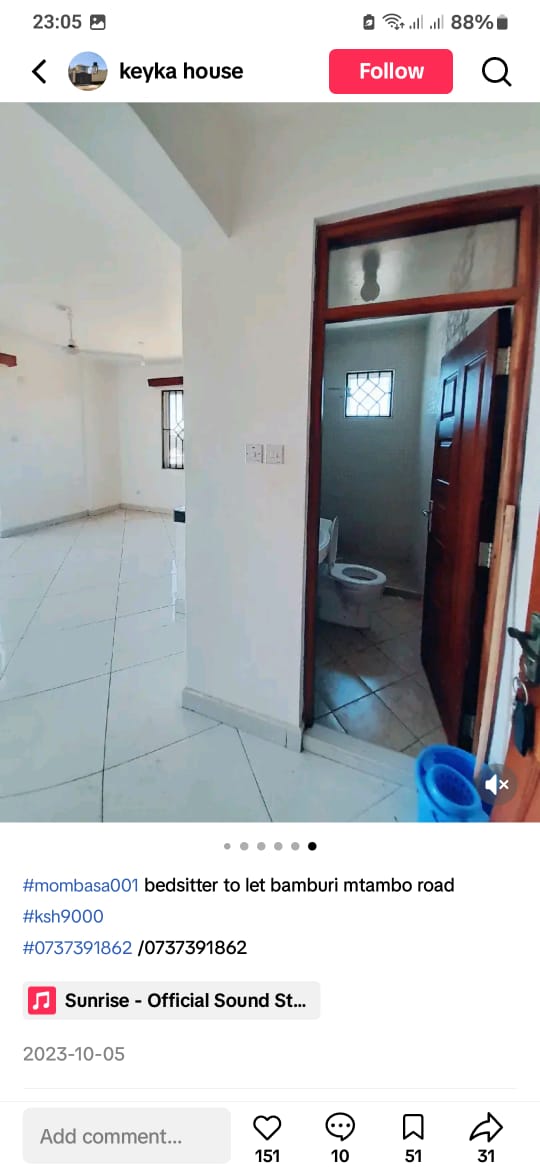 23:05 88%
keyka house Follow
#mombasa001 bedsitter to let bamburi mtambo road
#ksh9000
#0737391862 /0737391862
Sunrise - Official Sound St...
2023-10-05
Add comment... 151 10 51 31